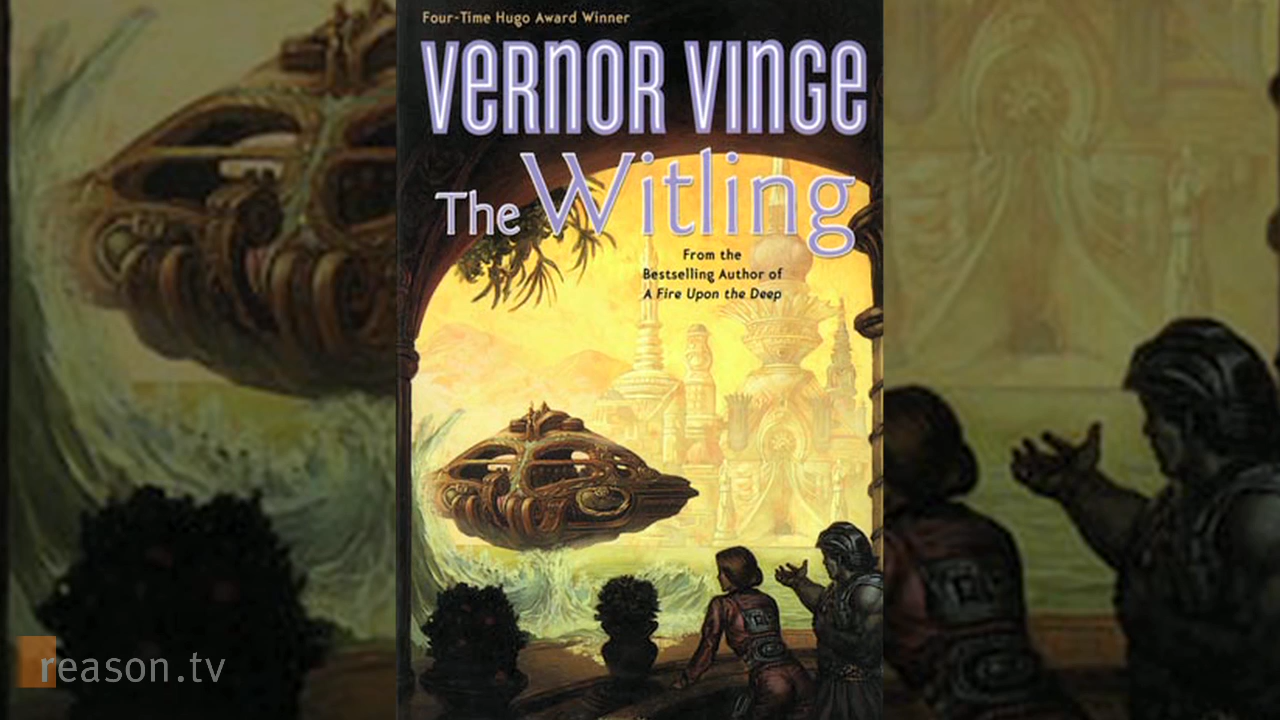 Four-Time Hugo Award Winner
VERNOR VINGE
The Witling
From the
Bestselling Author of
A Fire Upon the Deep
reason.tv